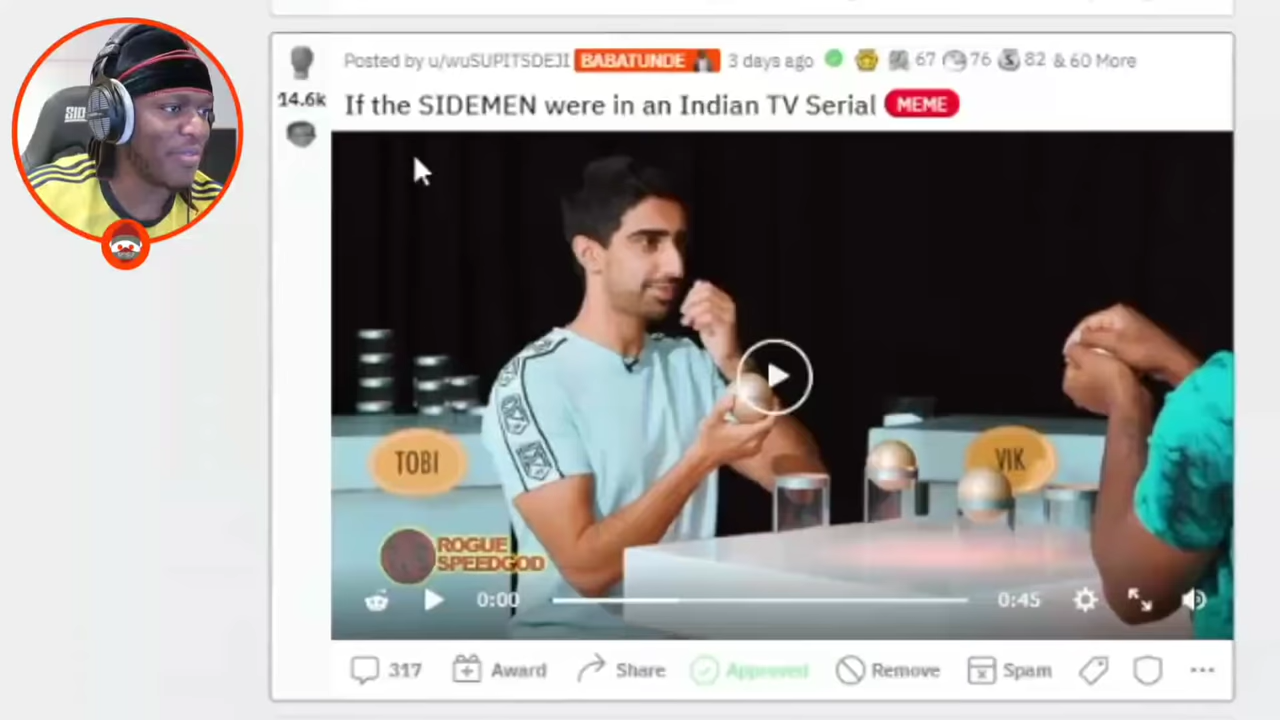 Posted by u/wuSUPITSDEJI BABATUNDE 3 days ago 67 76 82 & 60 More
14.6k
If the SIDEMEN were in an Indian TV Serial MEME
SID
TOBI
VIK
ROGUE
SPEEDGOD
0:00
0:45
317 Award Share Approved Remove Spam